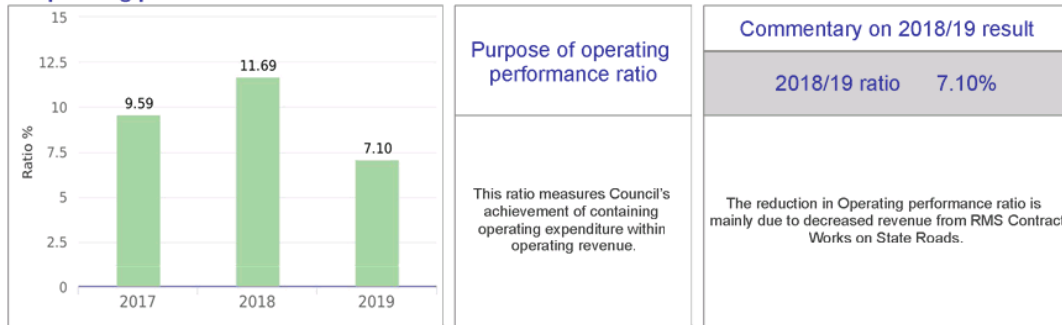 15
12.5
10
7.5
5
2.5
0
Ratio %
9.59
11.69
7.10
2017
2018
2019
Purpose of operating
performance ratio
This ratio measures Council's
achievement of containing
operating expenditure within
operating revenue.
Commentary on 2018/19 result
2018/19 ratio 7.10%
The reduction in Operating performance ratio is
mainly due to decreased revenue from RMS Contract
Works on State Roads.